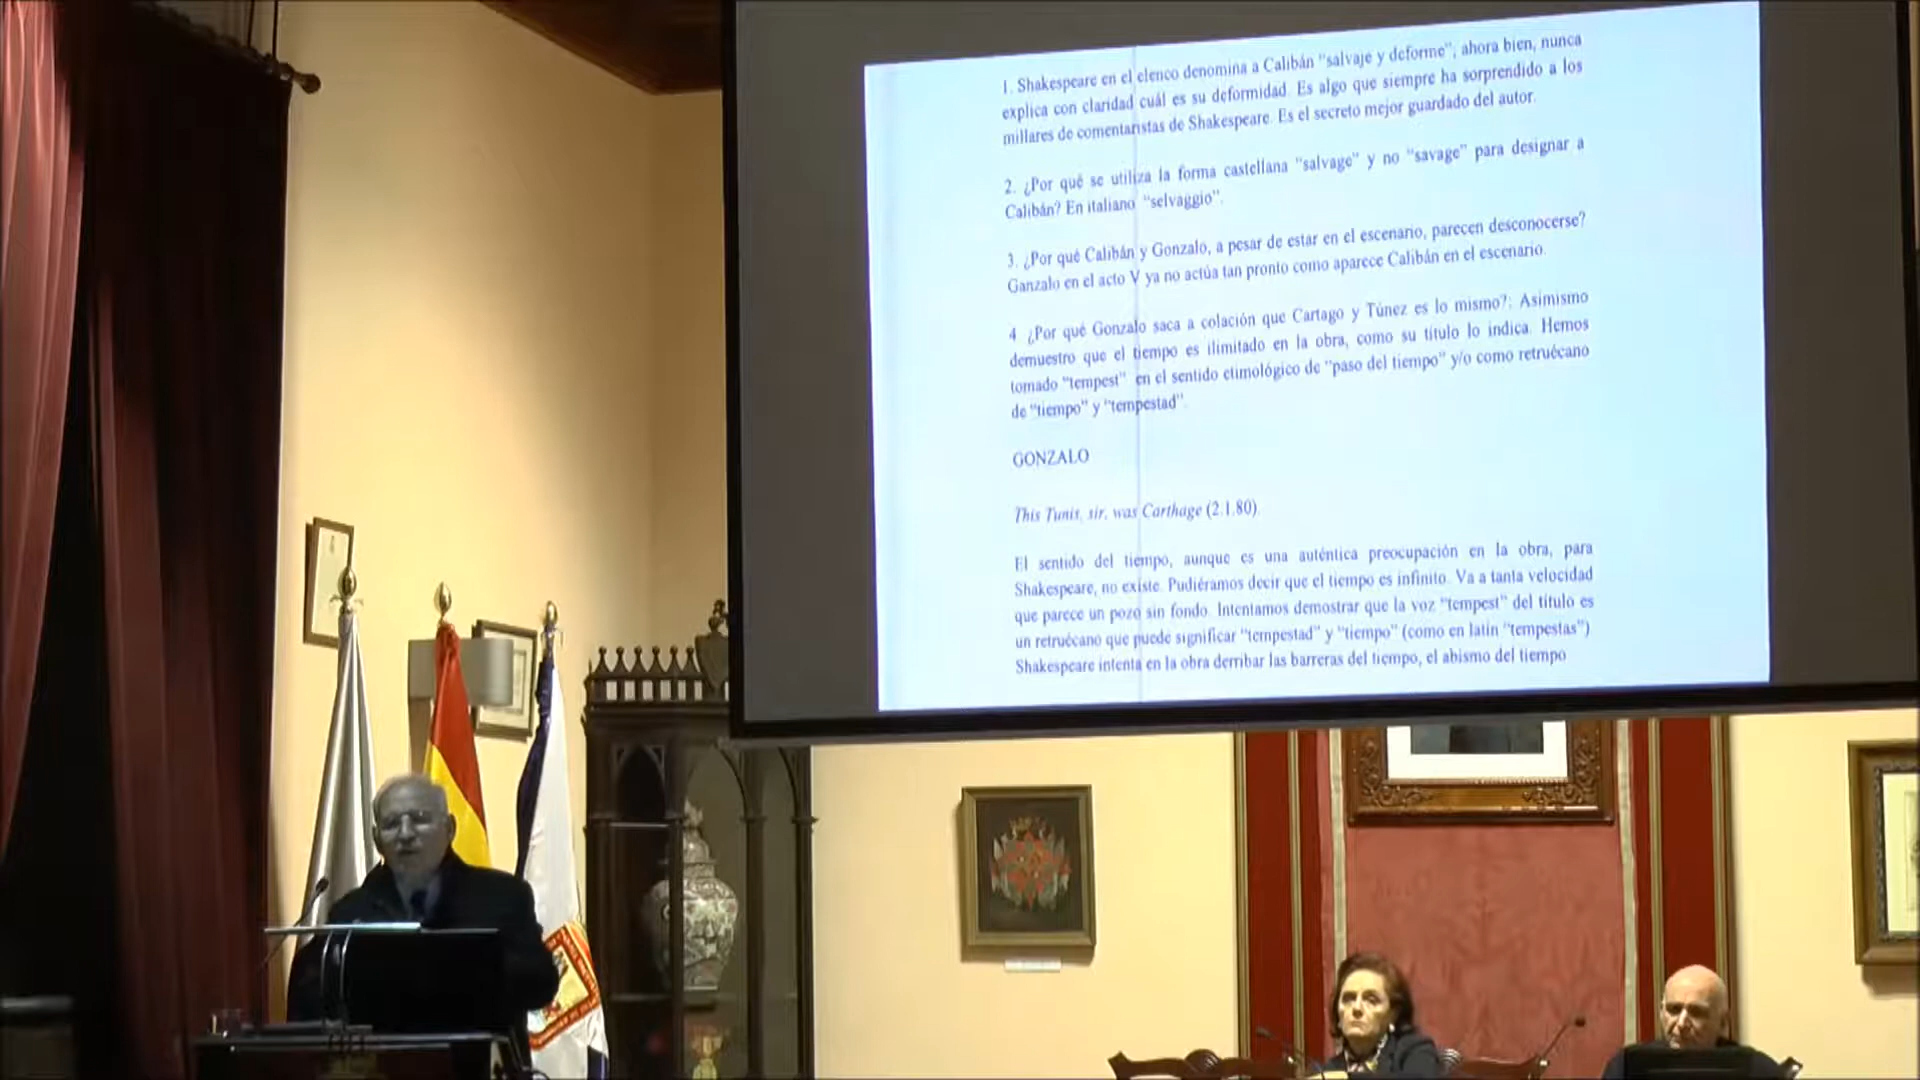 1. Shakespeare en el elenco denomina a Calibán "salvaje y deforme", ahora bien, nunca
explica con claridad cuál es su deformidad. Es algo que siempre ha sorprendido a los
millares de comentaristas de Shakespeare. Es el secreto mejor guardado del autor.
2. ¿Por qué se utiliza la forma castellana "salvage" y no "savage" para designar a
Calibán? En italiano "selvaggio".
3. ¿Por qué Calibán y Gonzalo, a pesar de estar en el escenario, parecen desconocerse?
Ganzalo en el acto V ya no actúa tan pronto como aparece Calibán en el escenario.
4 ¿Por qué Gonzalo saca a colación que Cartago y Túnez es lo mismo?: Asimismo
demuestro que el tiempo es ilimitado en la obra, como su título lo indica. Hemos
tomado "tempest" en el sentido etimológico de "paso del tiempo" y/o como retruécano
de "tiempo" y "tempestad".
GONZALO
This Tunis, sir, was Carthage (2.1.80)
El sentido del tiempo, aunque es una auténtica preocupación en la obra, para
Shakespeare, no existe. Pudiéramos decir que el tiempo es infinito. Va a tanta velocidad
que parece un pozo sin fondo. Intentamos demostrar que la voz "tempest" del título es
un retruécano que puede significar "tempestad" y "tiempo" (como en latín "tempestas")
Shakespeare intenta en la obra derribar las barreras del tiempo, el abismo del tiempo